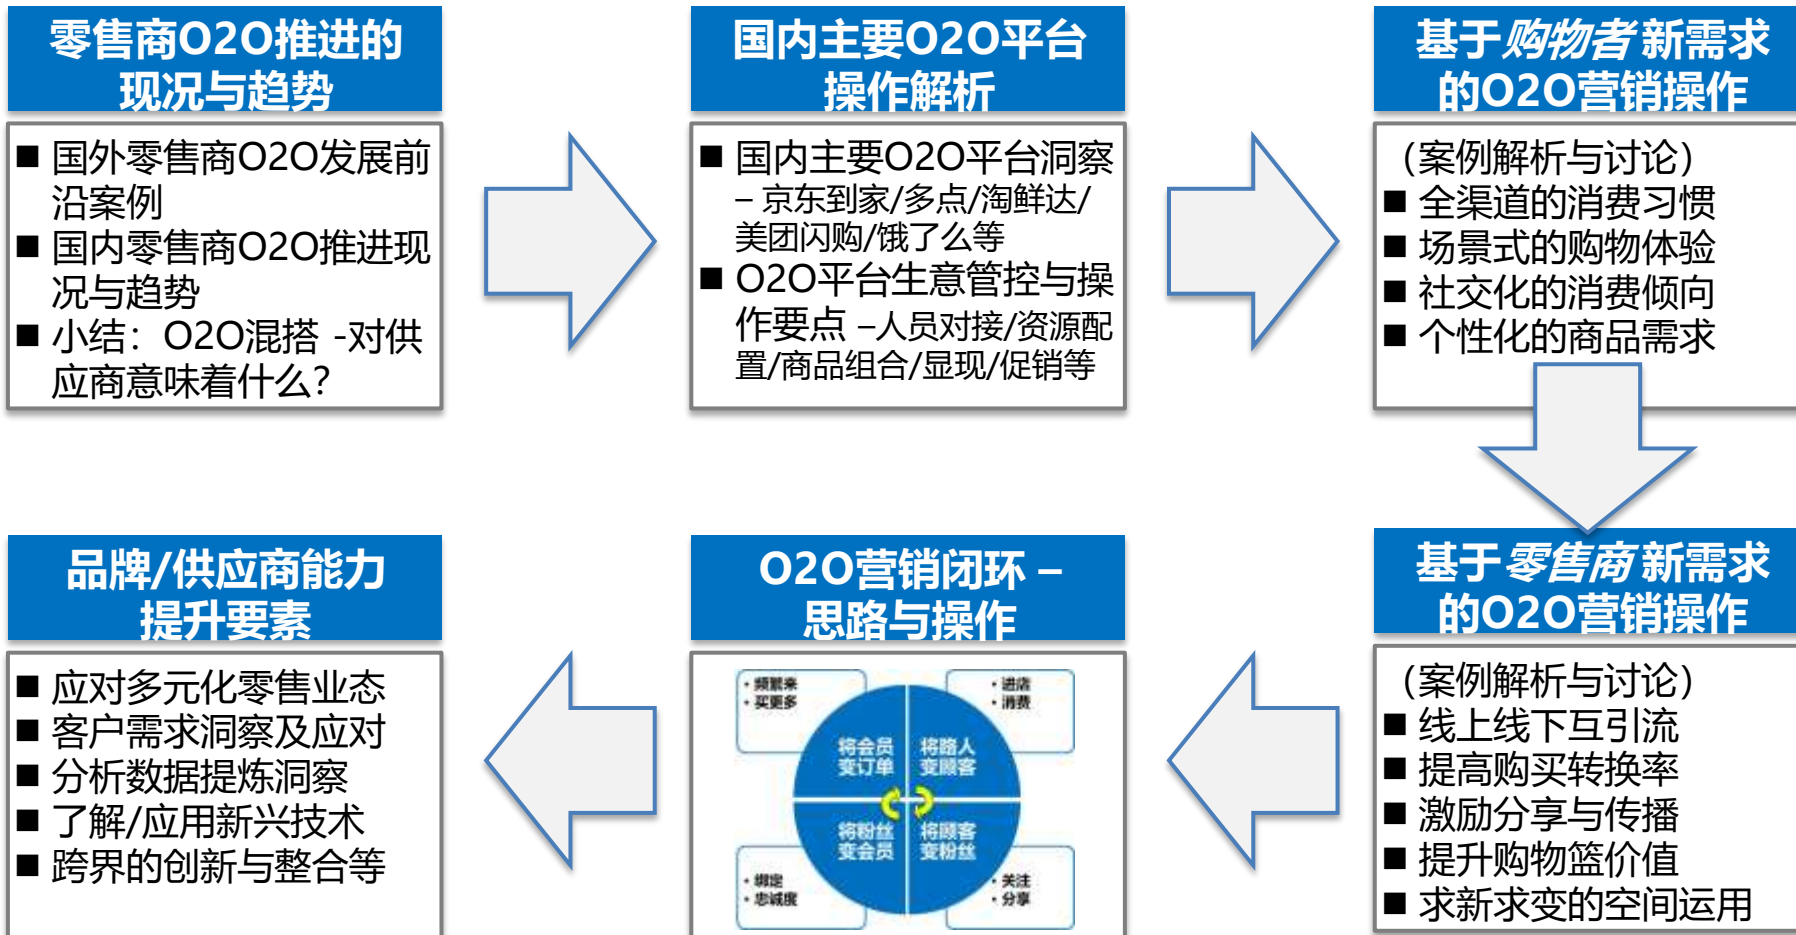 零售商O2O推进的
现况与趋势
■ 国外零售商O2O发展前
沿案例
■ 国内零售商O2O推进现
况与趋势
■ 小结：O2O混搭 -对供
应商意味着什么？
国内主要O2O平台
操作解析
■ 国内主要O2O平台洞察
– 京东到家/多点/淘鲜达/
美团闪购/饿了么等
■ O2O平台生意管控与操
作要点 –人员对接/资源配
置/商品组合/显现/促销等
基于购物者 新需求
的O2O营销操作
（案例解析与讨论）
■ 全渠道的消费习惯
■ 场景式的购物体验
■ 社交化的消费倾向
■ 个性化的商品需求
基于零售商 新需求
的O2O营销操作
（案例解析与讨论）
■ 线上线下互引流
■ 提高购买转换率
■ 激励分享与传播
■ 提升购物篮价值
■ 求新求变的空间运用
O2O营销闭环 –
思路与操作
· 频繁来
· 买更多
· 进店
· 消费
将会员
变订单
将路人
变顾客
将粉丝
变会员
将顾客
变粉丝
· 绑定
· 忠诚度
· 关注
· 分享
品牌/供应商能力
提升要素
■ 应对多元化零售业态
■ 客户需求洞察及应对
■ 分析数据提炼洞察
■ 了解/应用新兴技术
■ 跨界的创新与整合等